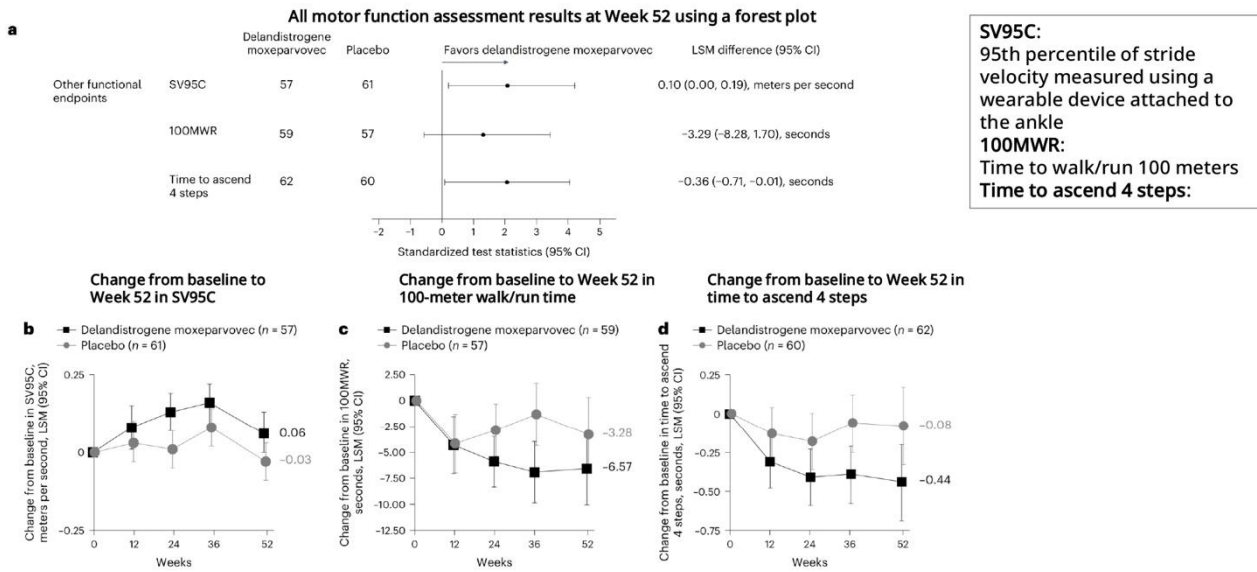 All motor function assessment results at Week 52 using a forest plot
a
Delandistrogene moxeparvovec
Placebo
Favors delandistrogene moxeparvovec
LSM difference (95% CI)
Other functional endpoints
SV95C
57
61
0.10 (0.00, 0.19), meters per second
100MWR
59
57
−3.29 (−8.28, 1.70), seconds
Time to ascend 4 steps
62
60
−0.36 (−0.71, −0.01), seconds
−2 −1 0 1 2 3 4 5
Standardized test statistics (95% CI)
SV95C:
95th percentile of stride
velocity measured using a
wearable device attached to
the ankle
100MWR:
Time to walk/run 100 meters
Time to ascend 4 steps:
Change from baseline to
Week 52 in SV95C
b
Delandistrogene moxeparvovec (n = 57)
Placebo (n = 61)
Change from baseline in SV95C,
meters per second, LSM (95% CI)
0.25
0
−0.25
0.06
−0.03
0 12 24 36 52
Weeks
Change from baseline to Week 52 in
100-meter walk/run time
c
Delandistrogene moxeparvovec (n = 59)
Placebo (n = 57)
Change from baseline in 100MWR,
seconds, LSM (95% CI)
2.50
0
−2.50
−5.00
−7.50
−10.00
−12.50
−3.28
−6.57
0 12 24 36 52
Weeks
Change from baseline to Week 52 in
time to ascend 4 steps
d
Delandistrogene moxeparvovec (n = 62)
Placebo (n = 60)
Change from baseline in time to ascend
4 steps, seconds, LSM (95% CI)
0.25
0
−0.25
−0.50
−0.75
−0.08
−0.44
0 12 24 36 52
Weeks